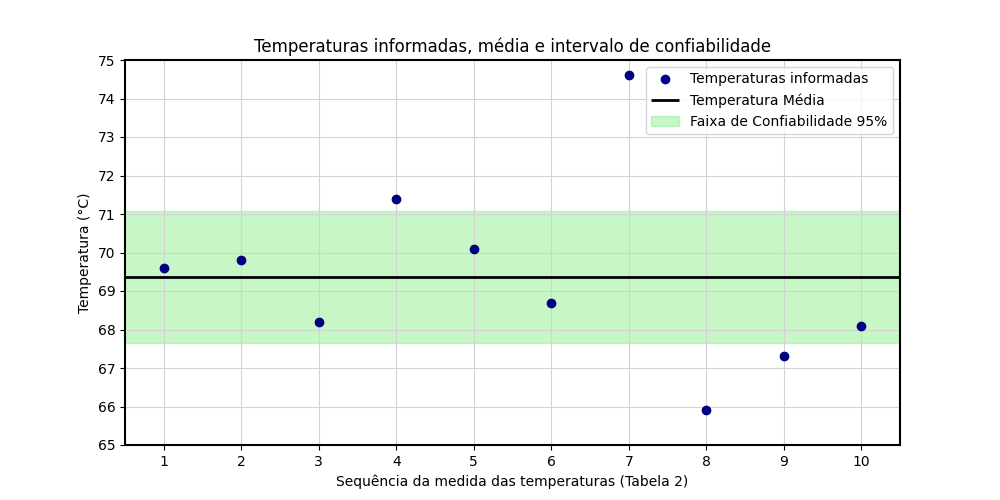 Temperaturas informadas, média e intervalo de confiabilidade
75
74
73
72
71
70
69
68
67
66
65
Temperatura (°C)
Temperaturas informadas
Temperatura Média
Faixa de Confiabilidade 95%
1 2 3 4 5 6 7 8 9 10
Sequência da medida das temperaturas (Tabela 2)